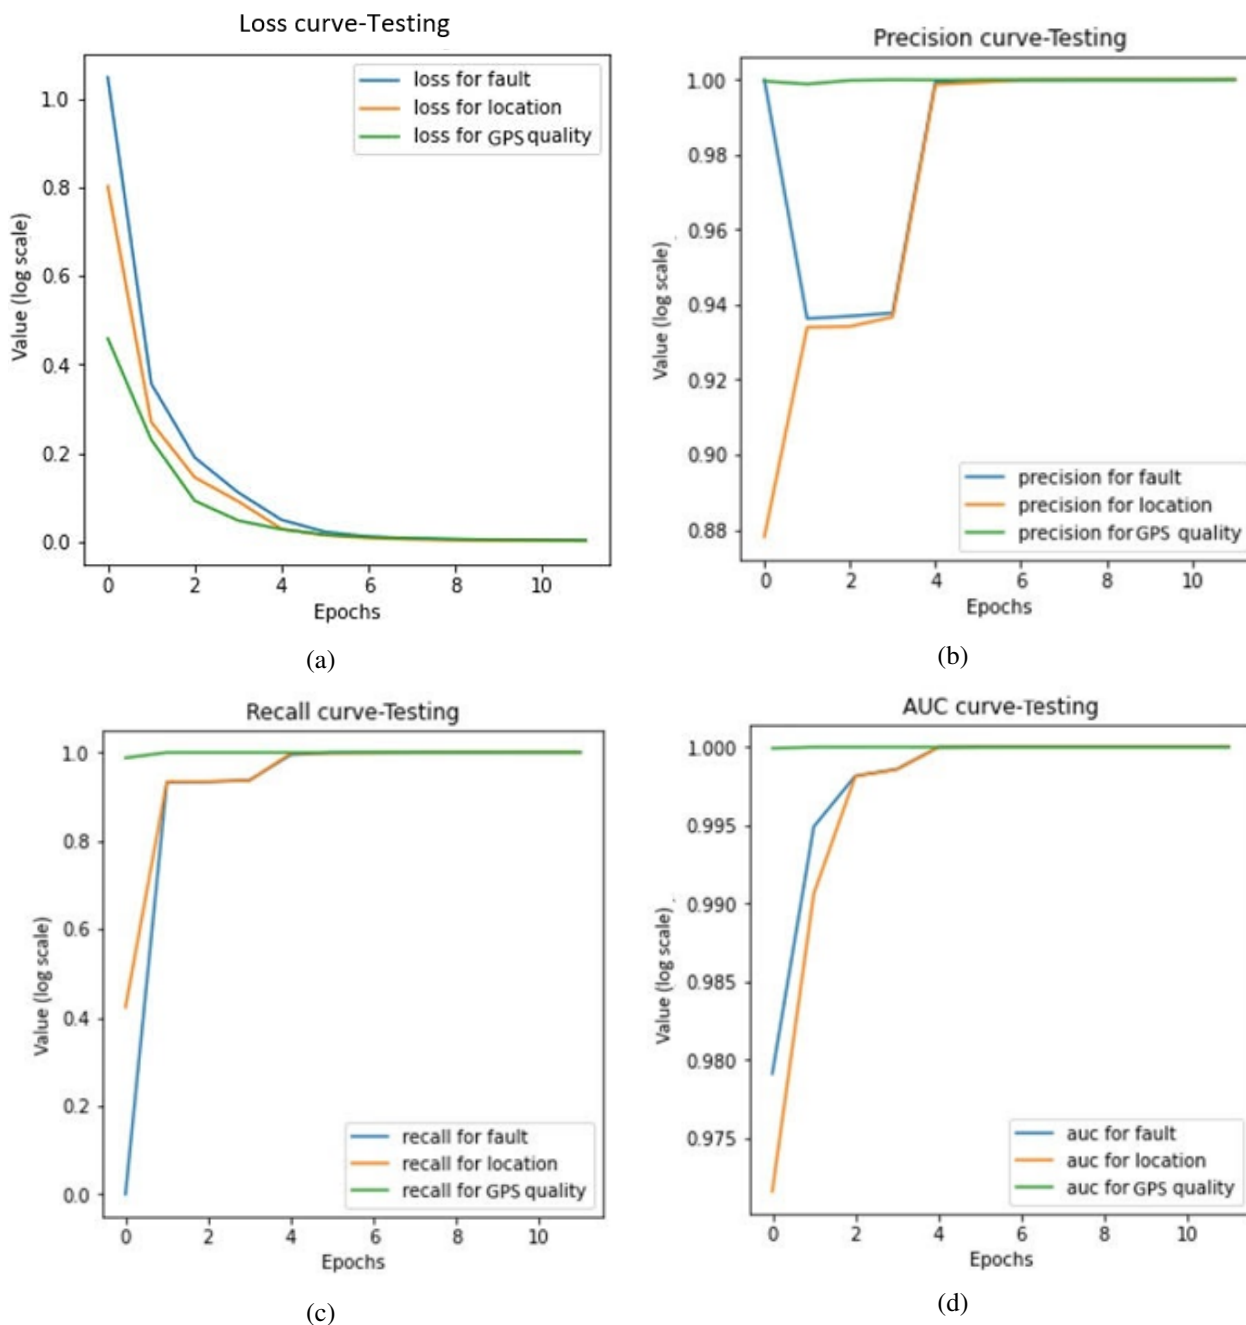 Loss curve-Testing
1.0
0.8
0.6
0.4
0.2
0.0
Value (log scale)
loss for fault
loss for location
loss for GPS quality
0 2 4 6 8 10
Epochs
(a)
Precision curve-Testing
1.00
0.98
0.96
0.94
0.92
0.90
0.88
Value (log scale)
precision for fault
precision for location
precision for GPS quality
0 2 4 6 8 10
Epochs
(b)
Recall curve-Testing
1.0
0.8
0.6
0.4
0.2
0.0
Value (log scale)
recall for fault
recall for location
recall for GPS quality
0 2 4 6 8 10
Epochs
(c)
AUC curve-Testing
1.000
0.995
0.990
0.985
0.980
0.975
Value (log scale)
auc for fault
auc for location
auc for GPS quality
0 2 4 6 8 10
Epochs
(d)